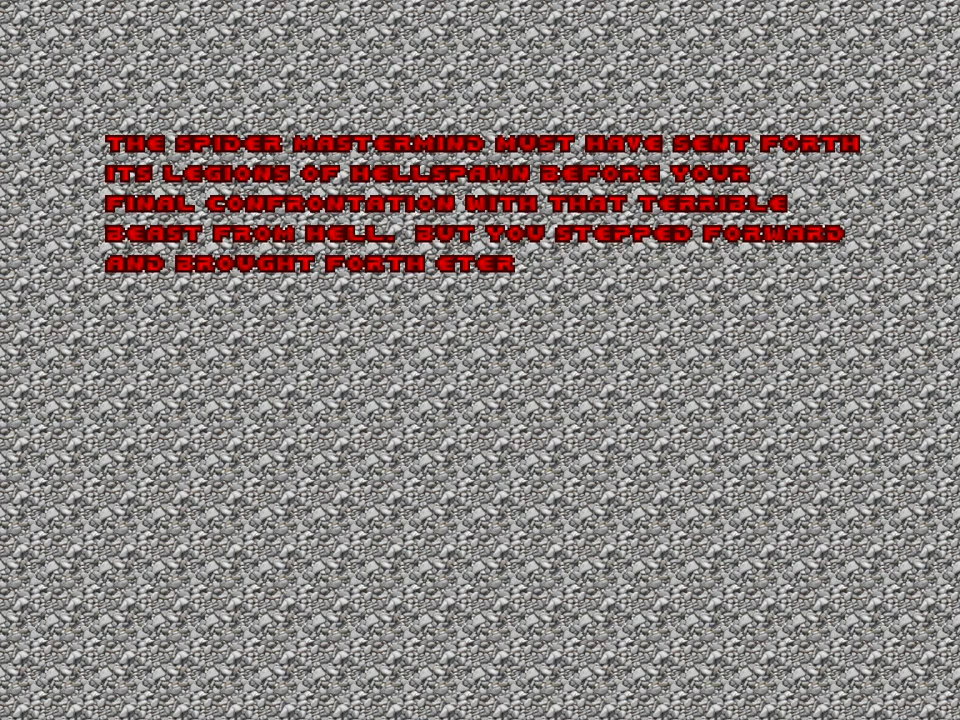 THE SPIDER MASTERMIND MUST HAVE SENT FORTH
ITS LEGIONS OF HELLSPAWN BEFORE YOUR
FINAL CONFRONTATION WITH THAT TERRIBLE
BEAST FROM HELL. BUT YOU STEPPED FORWARD
AND BROUGHT FORTH ETER